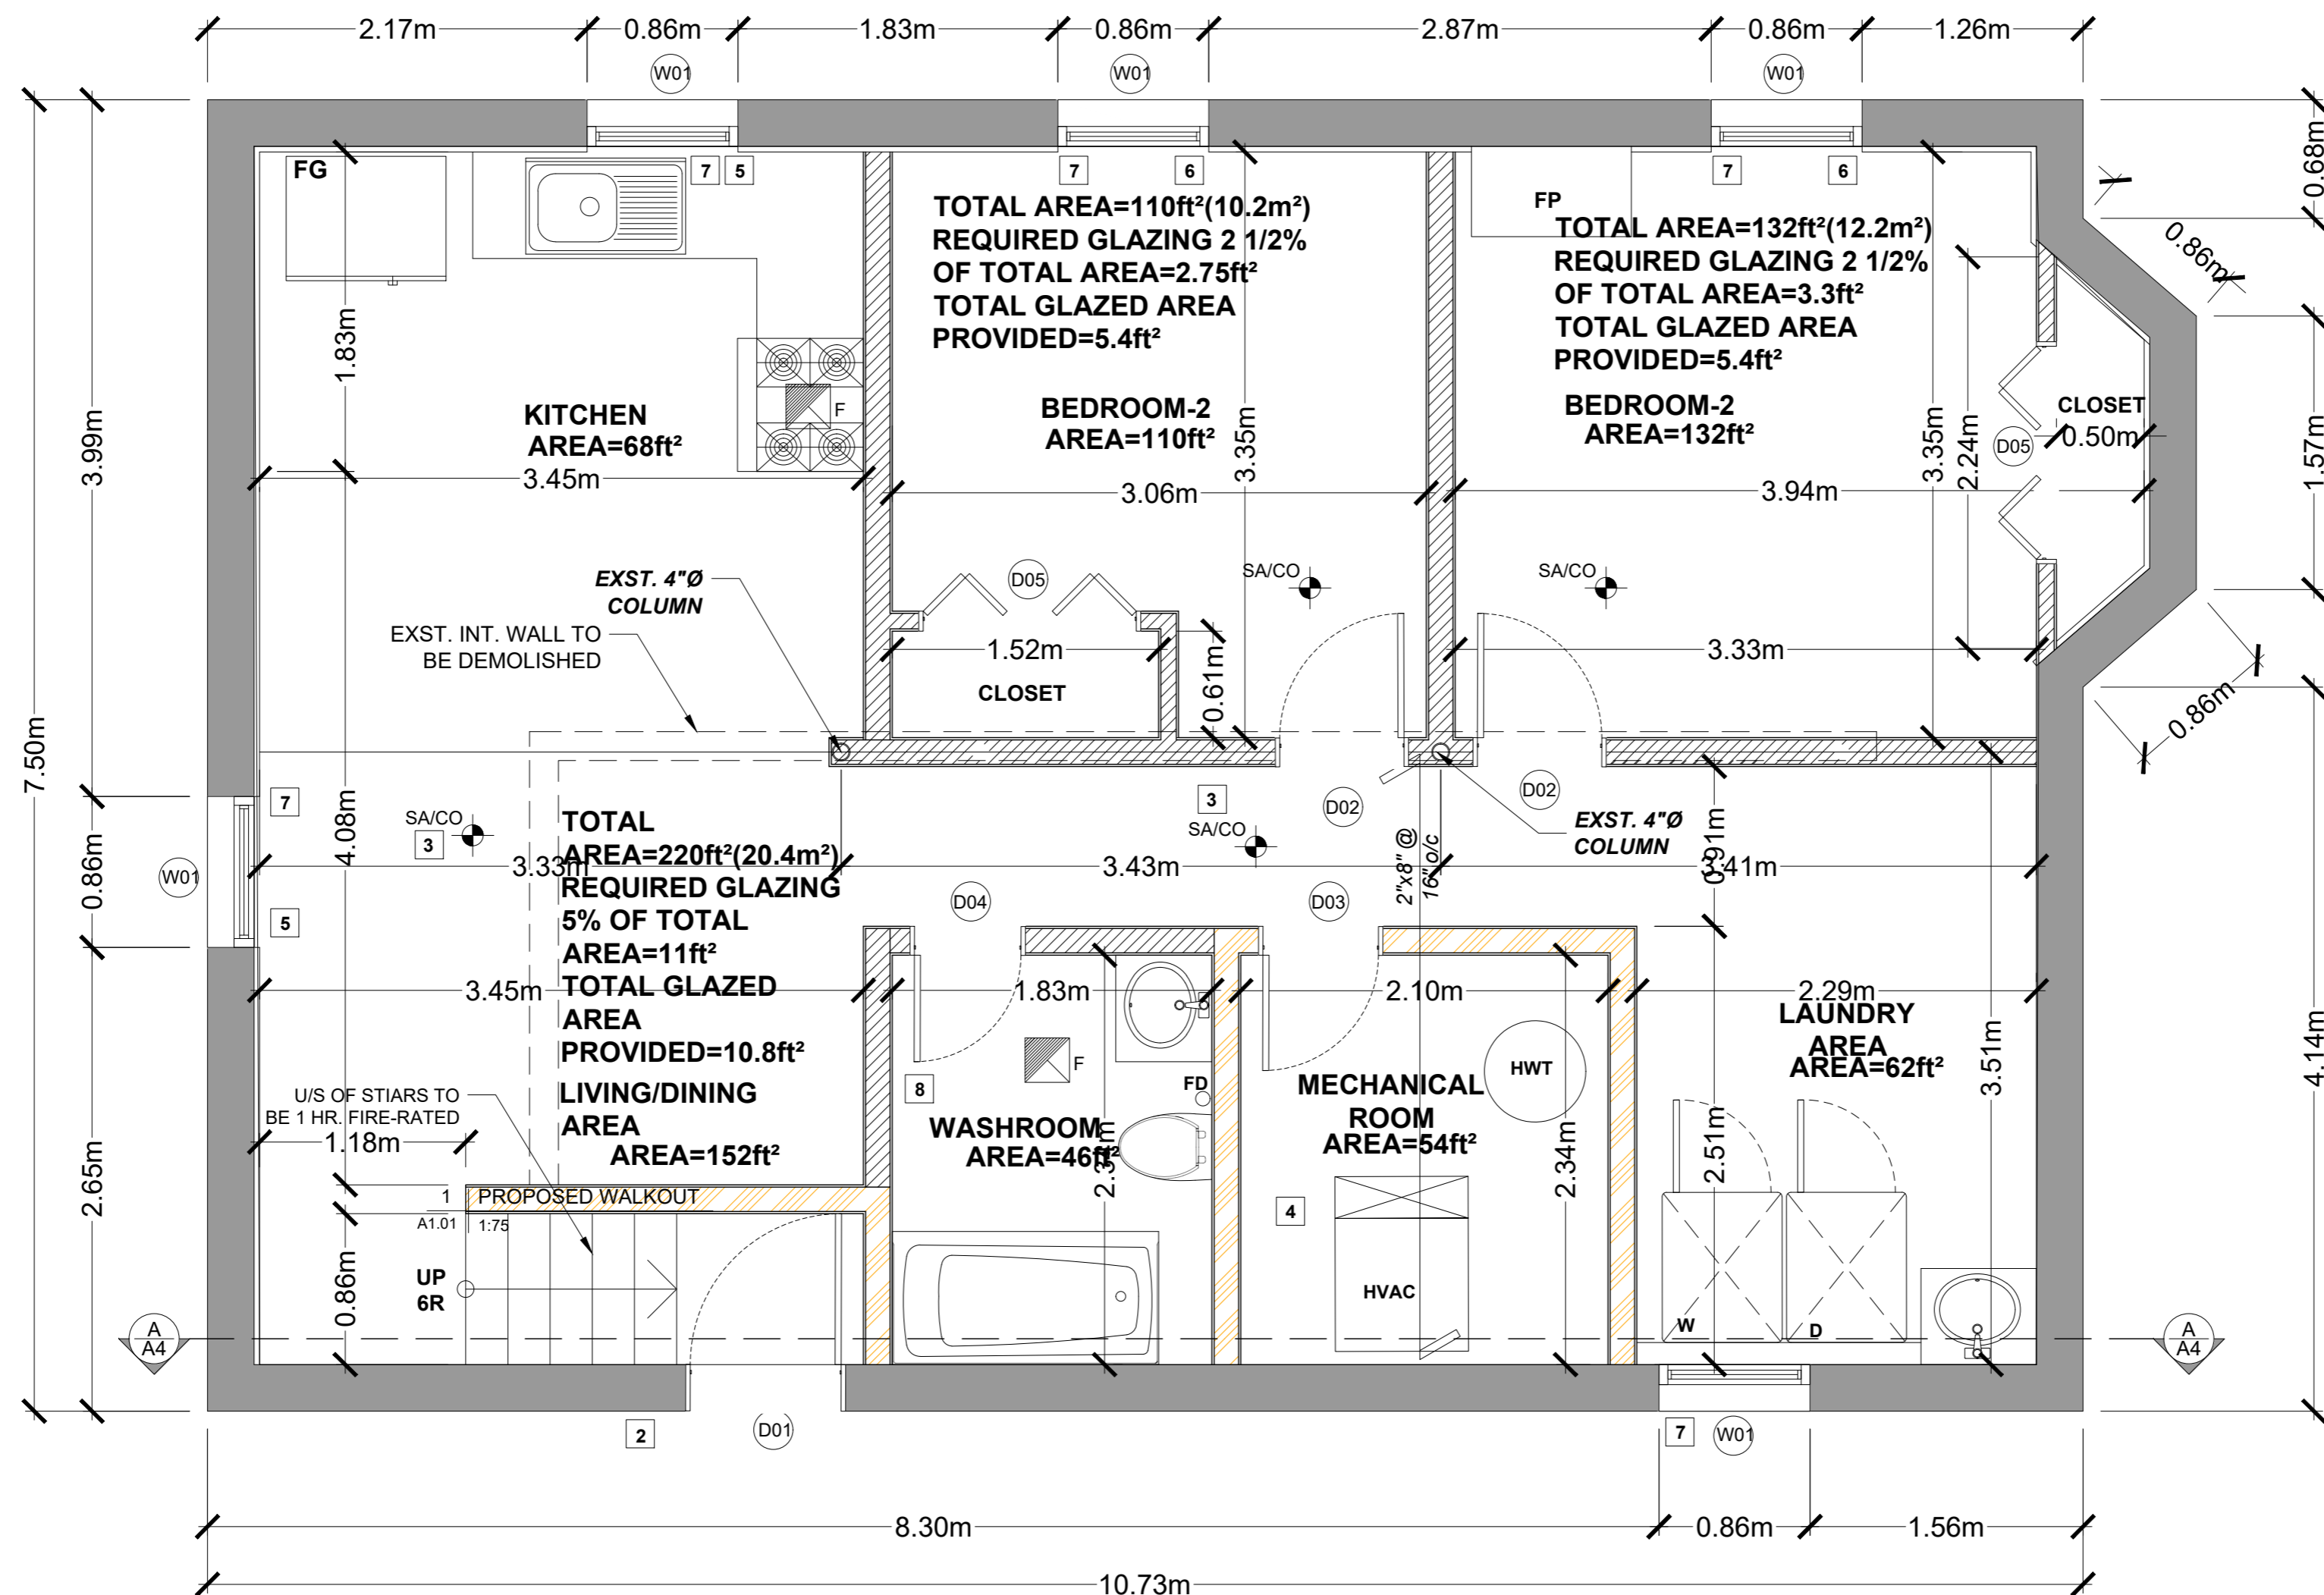 2.17m
0.86m
1.83m
0.86m
2.87m
0.86m
1.26m
W01
W01
W01
7.50m
3.99m
0.86m
2.65m
0.68m
0.86m
1.57m
0.86m
4.14m
FG
7
5
7
6
7
6
1.83m
TOTAL AREA=110ft²(10.2m²)
REQUIRED GLAZING 2 1/2%
OF TOTAL AREA=2.75ft²
TOTAL GLAZED AREA
PROVIDED=5.4ft²
FP
TOTAL AREA=132ft²(12.2m²)
REQUIRED GLAZING 2 1/2%
OF TOTAL AREA=3.3ft²
TOTAL GLAZED AREA
PROVIDED=5.4ft²
KITCHEN
AREA=68ft²
F
3.45m
BEDROOM-2
AREA=110ft²
3.35m
3.06m
BEDROOM-2
AREA=132ft²
3.35m
2.24m
3.94m
CLOSET
D05
0.50m
EXST. 4"Ø
COLUMN
EXST. INT. WALL TO
BE DEMOLISHED
D05
SA/CO
SA/CO
1.52m
CLOSET
0.61m
3.33m
7
SA/CO
3
4.08m
W01
5
3.33m
TOTAL
AREA=220ft²(20.4m²)
REQUIRED GLAZING
5% OF TOTAL
AREA=11ft²
TOTAL GLAZED
AREA
PROVIDED=10.8ft²
LIVING/DINING
AREA
AREA=152ft²
3
SA/CO
D02
D02
EXST. 4"Ø
COLUMN
3.43m
2"x8" @
16" o/c
0.91m
3.41m
D04
D03
3.45m
1.83m
2.10m
2.29m
LAUNDRY
AREA
AREA=62ft²
3.51m
2.51m
U/S OF STIARS TO
BE 1 HR. FIRE-RATED
1.18m
8
F
FD
WASHROOM
AREA=46ft²
2.34m
MECHANICAL
ROOM
AREA=54ft²
HWT
2.34m
4
HVAC
1
PROPOSED WALKOUT
A1.01
1:75
0.86m
UP
6R
W
D
A
A4
A
A4
2
D01
7
W01
8.30m
0.86m
1.56m
10.73m